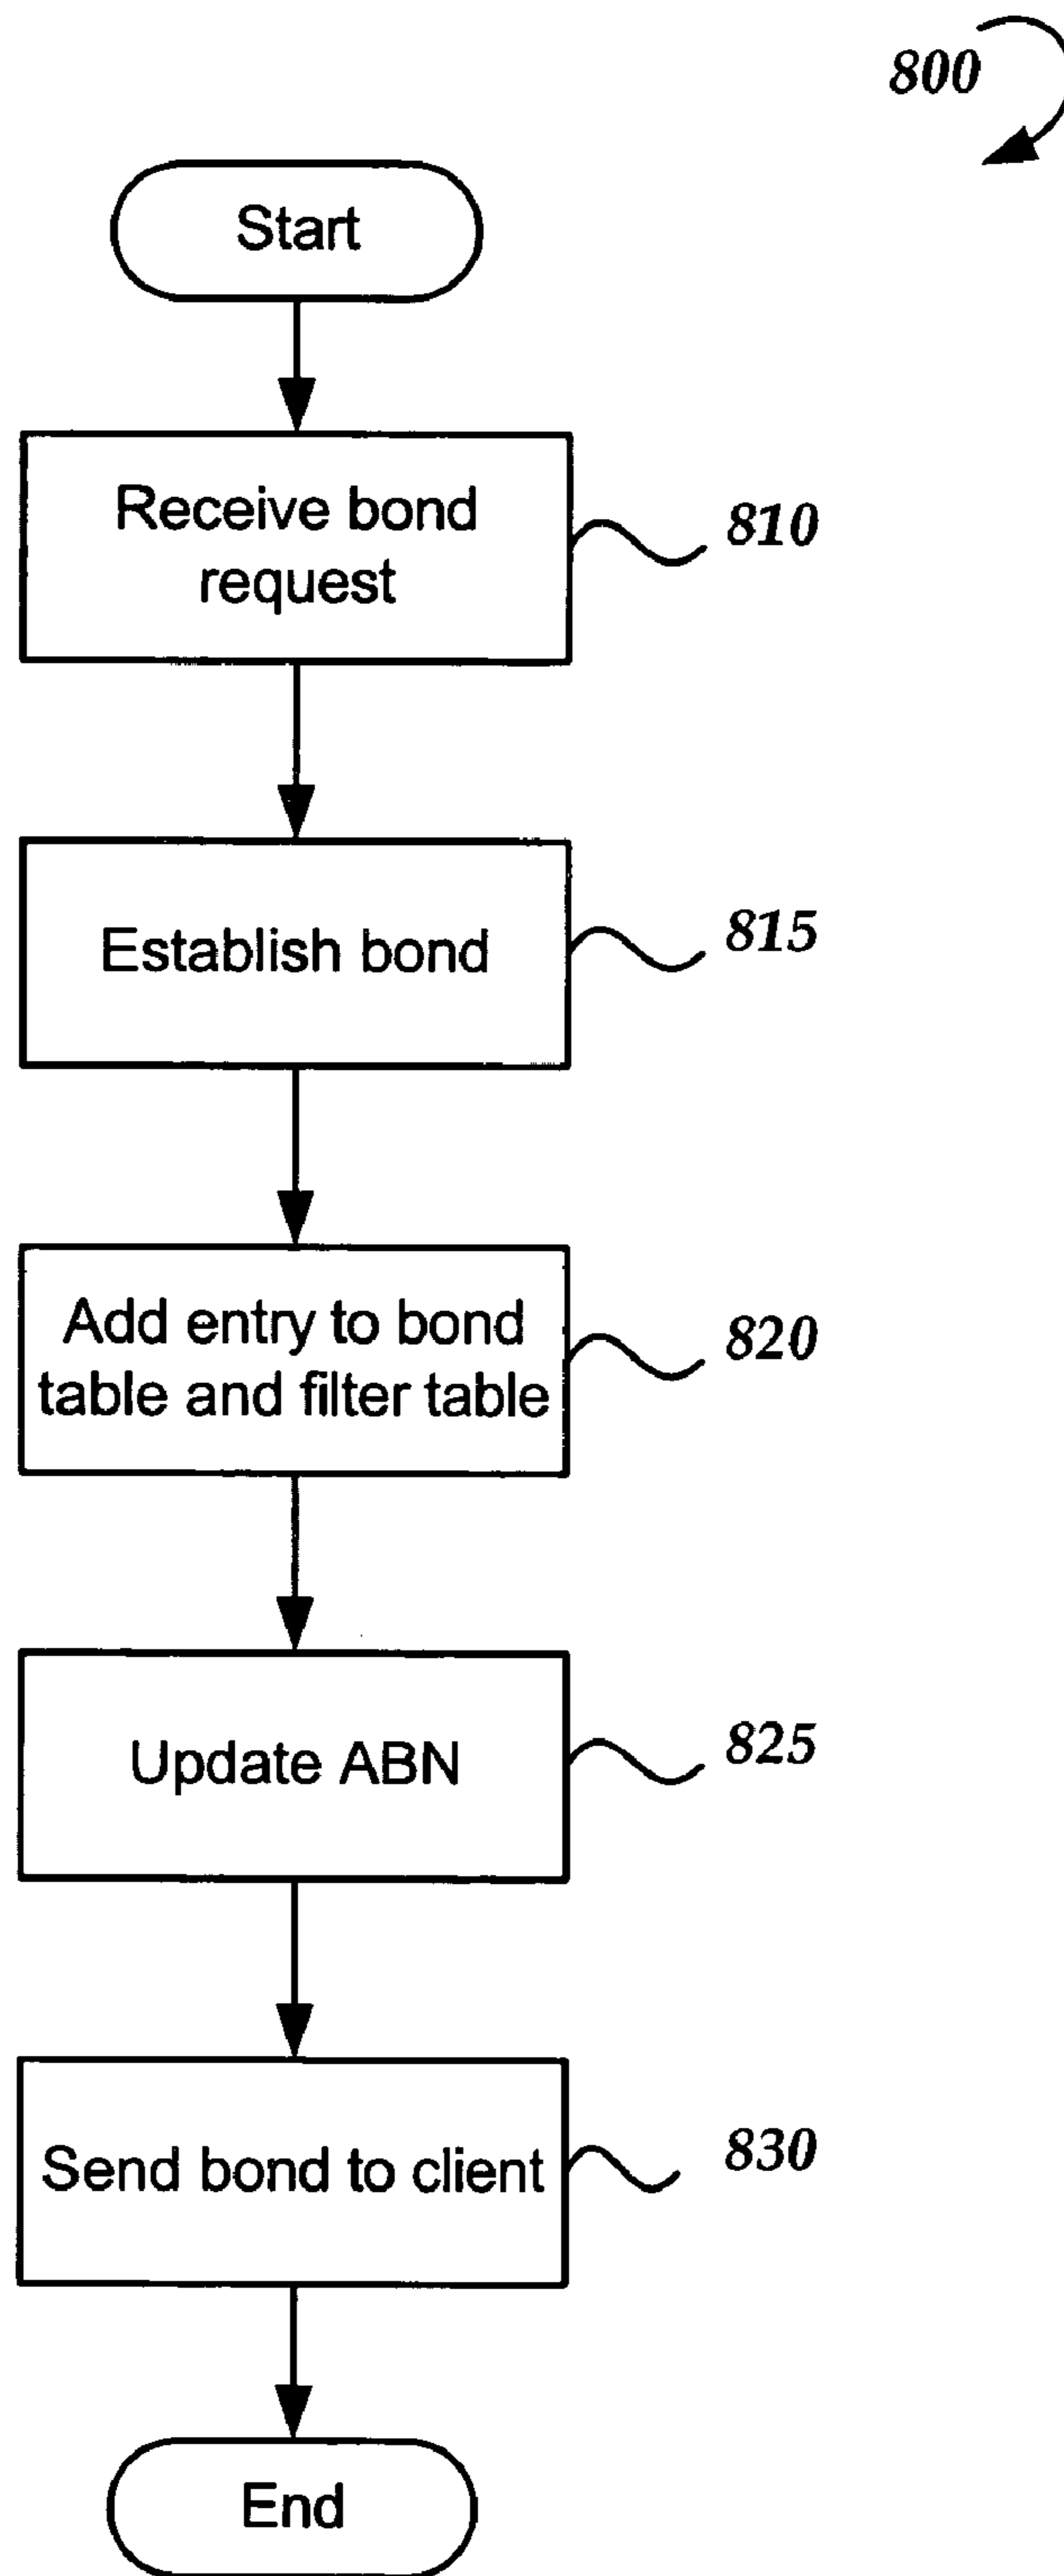 800
Start
Receive bond
request
810
Establish bond
815
Add entry to bond
table and filter table
820
Update ABN
825
Send bond to client
830
End